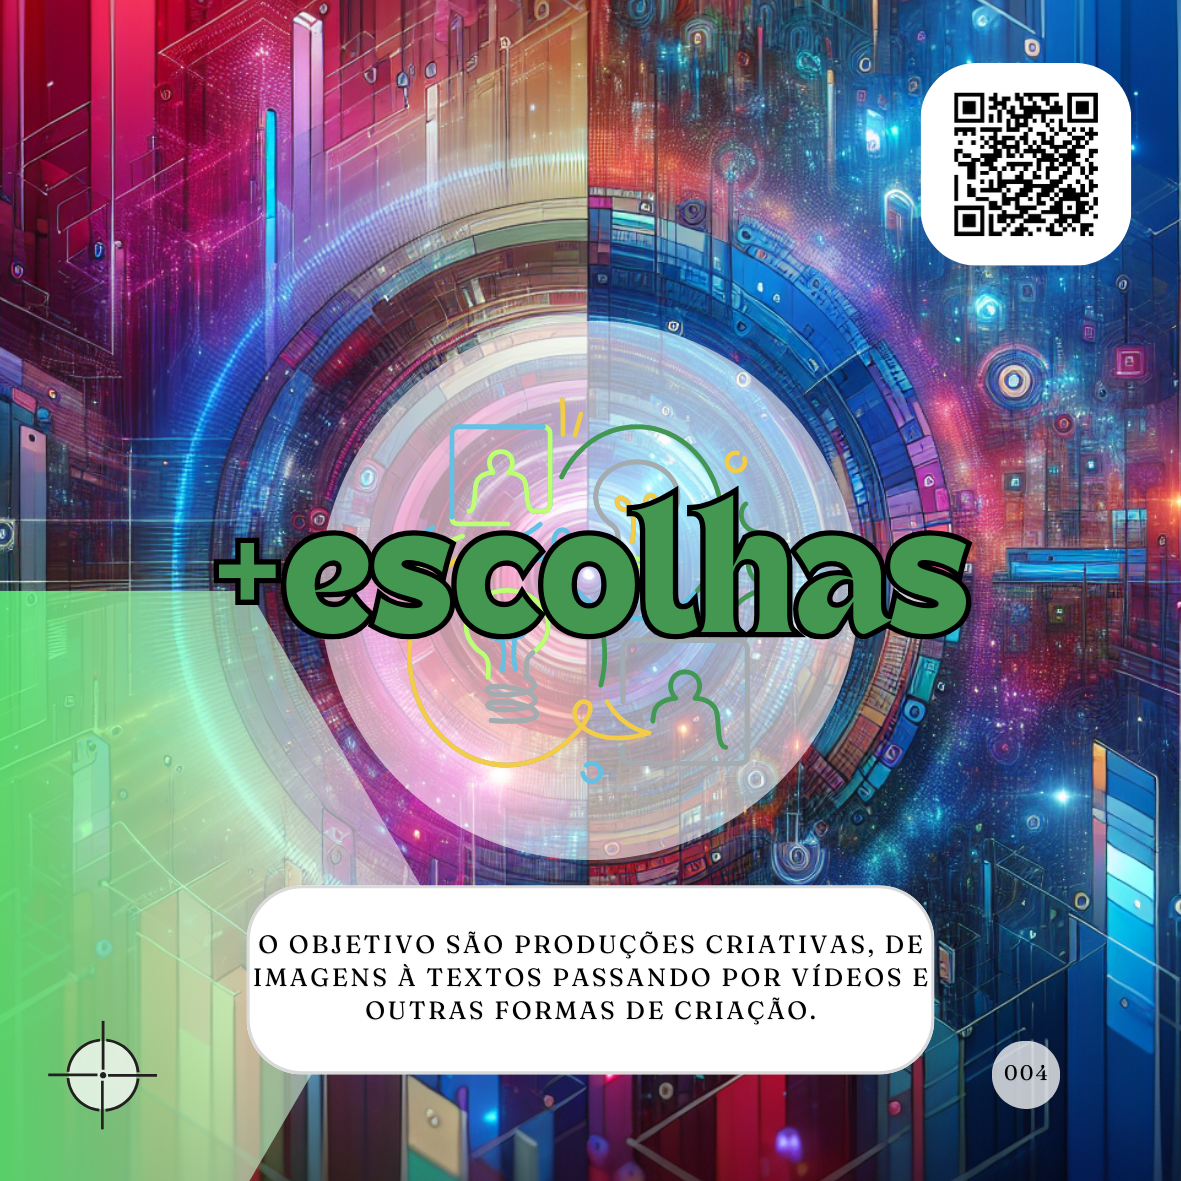 +escolhas
O OBJETIVO SÃO PRODUÇÕES CRIATIVAS, DE
IMAGENS À TEXTOS PASSANDO POR VÍDEOS E
OUTRAS FORMAS DE CRIAÇÃO.
004